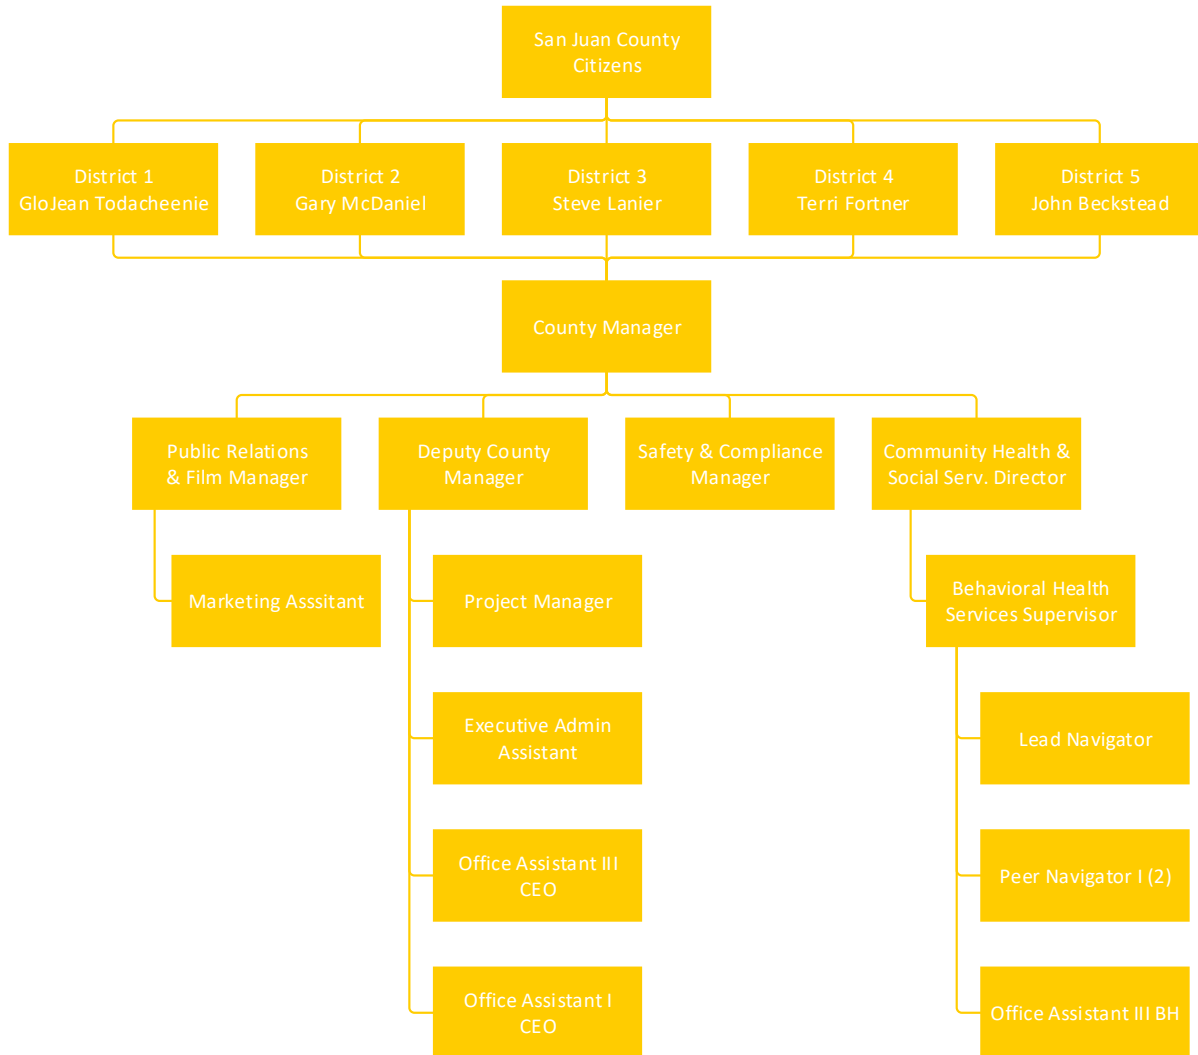 San Juan County
Citizens
District 1
GloJean Todacheenie
District 2
Gary McDaniel
District 3
Steve Lanier
District 4
Terri Fortner
District 5
John Beckstead
County Manager
Public Relations
& Film Manager
Deputy County
Manager
Safety & Compliance
Manager
Community Health &
Social Serv. Director
Marketing Asssitant
Project Manager
Behavioral Health
Services Supervisor
Executive Admin
Assistant
Lead Navigator
Office Assistant III
CEO
Peer Navigator I (2)
Office Assistant I
CEO
Office Assistant III BH